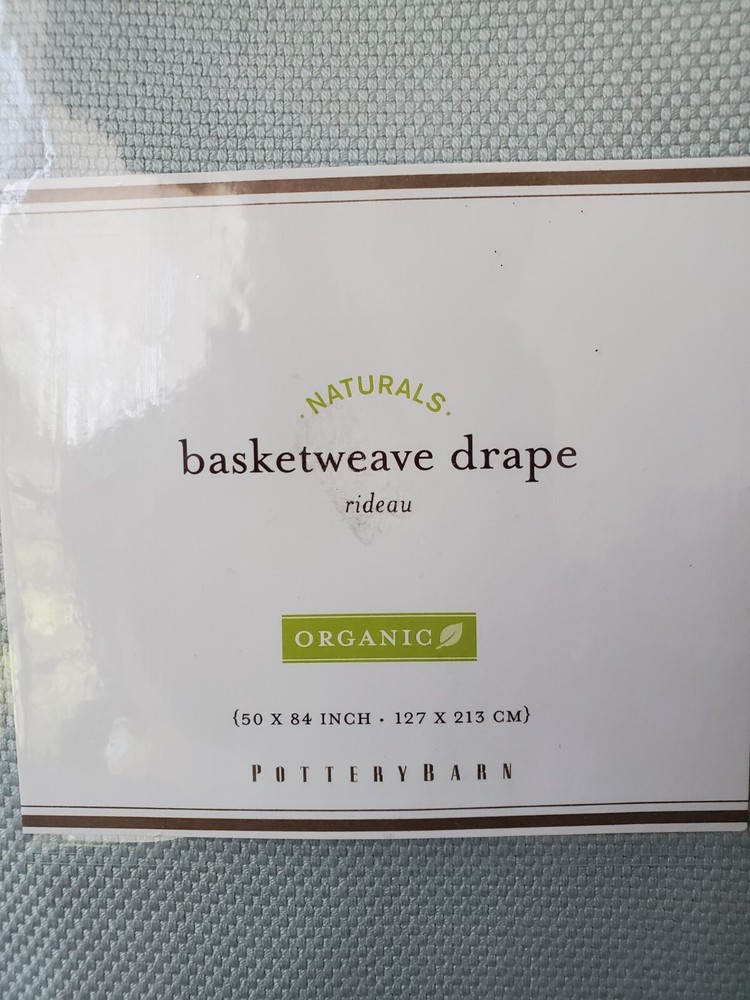 · NATURALS ·
basketweave drape
rideau
ORGANIC
{50 X 84 INCH · 127 X 213 CM}
POTTERYBARN